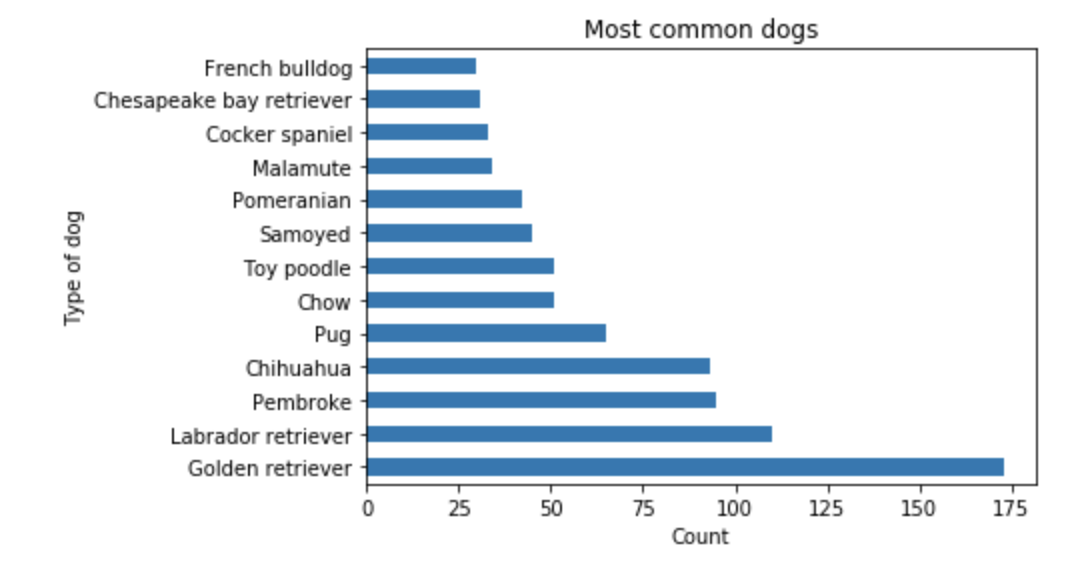 Most common dogs
French bulldog
Chesapeake bay retriever
Cocker spaniel
Malamute
Pomeranian
Samoyed
Toy poodle
Chow
Pug
Chihuahua
Pembroke
Labrador retriever
Golden retriever
Type of dog
0 25 50 75 100 125 150 175
Count